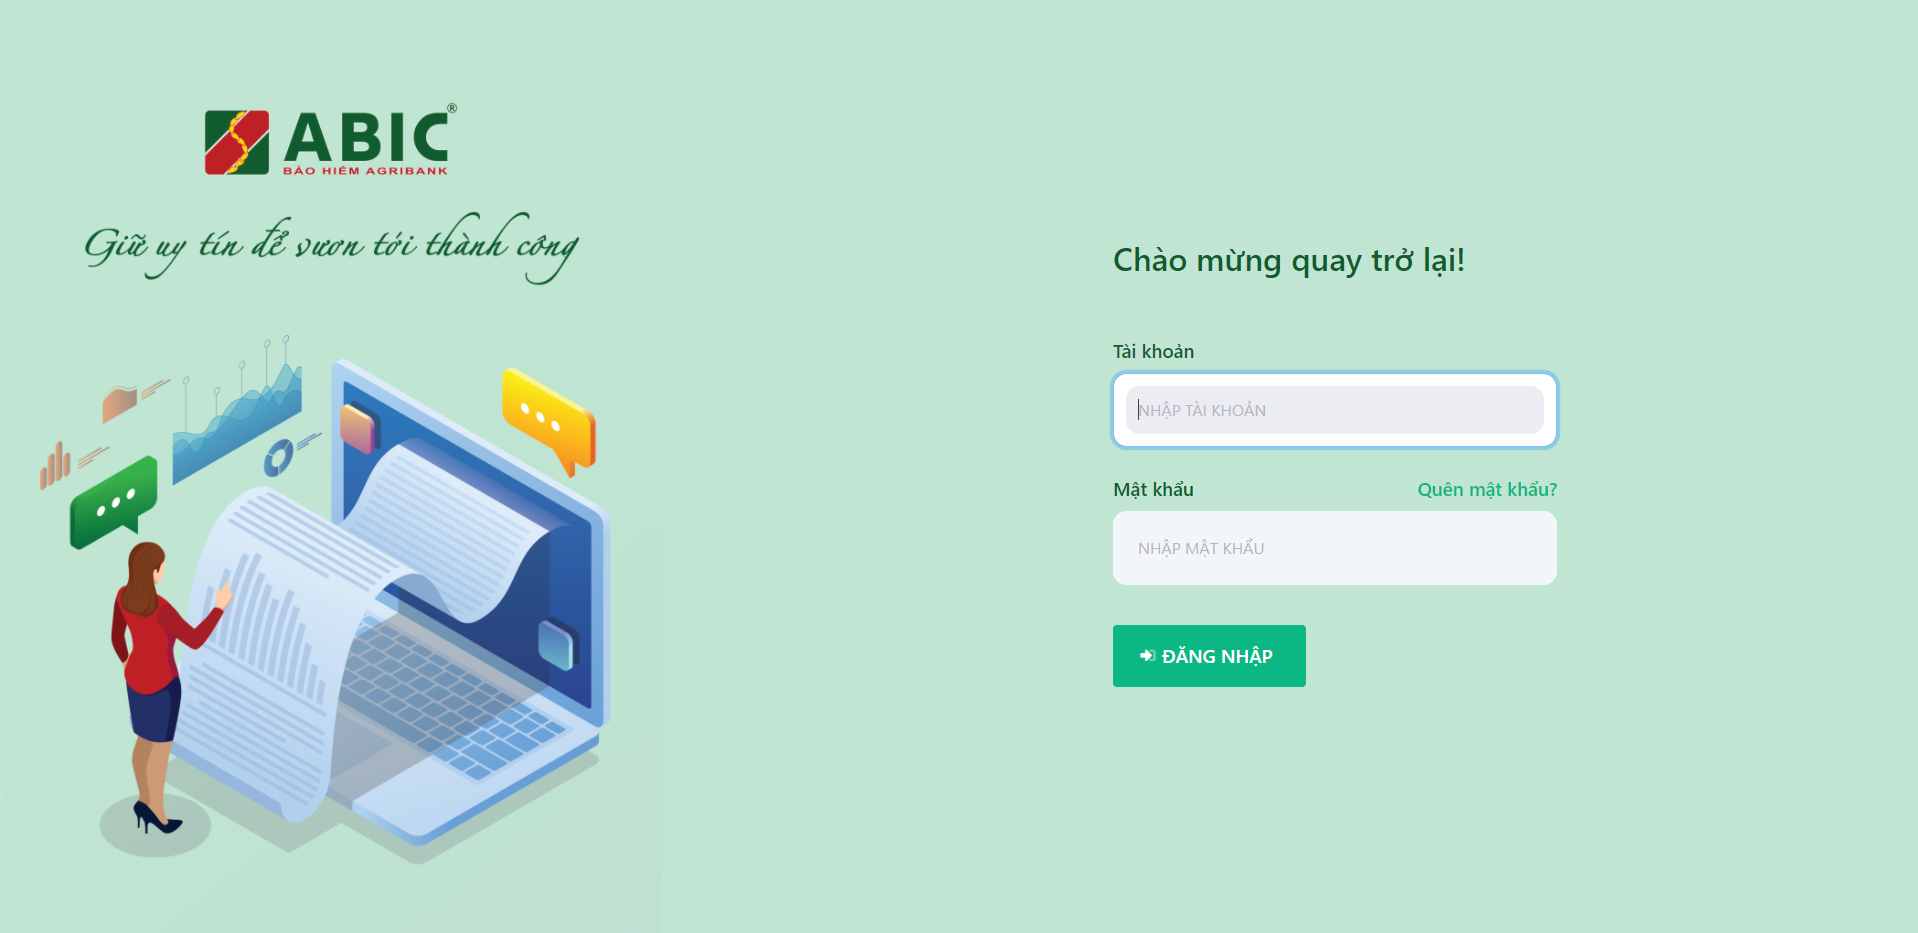 ABIC®
BẢO HIỂM AGRIBANK
Giữ uy tín để vươn tới thành công
Chào mừng quay trở lại!
Tài khoản
NHẬP TÀI KHOẢN
Mật khẩu Quên mật khẩu?
NHẬP MẬT KHẨU
ĐĂNG NHẬP